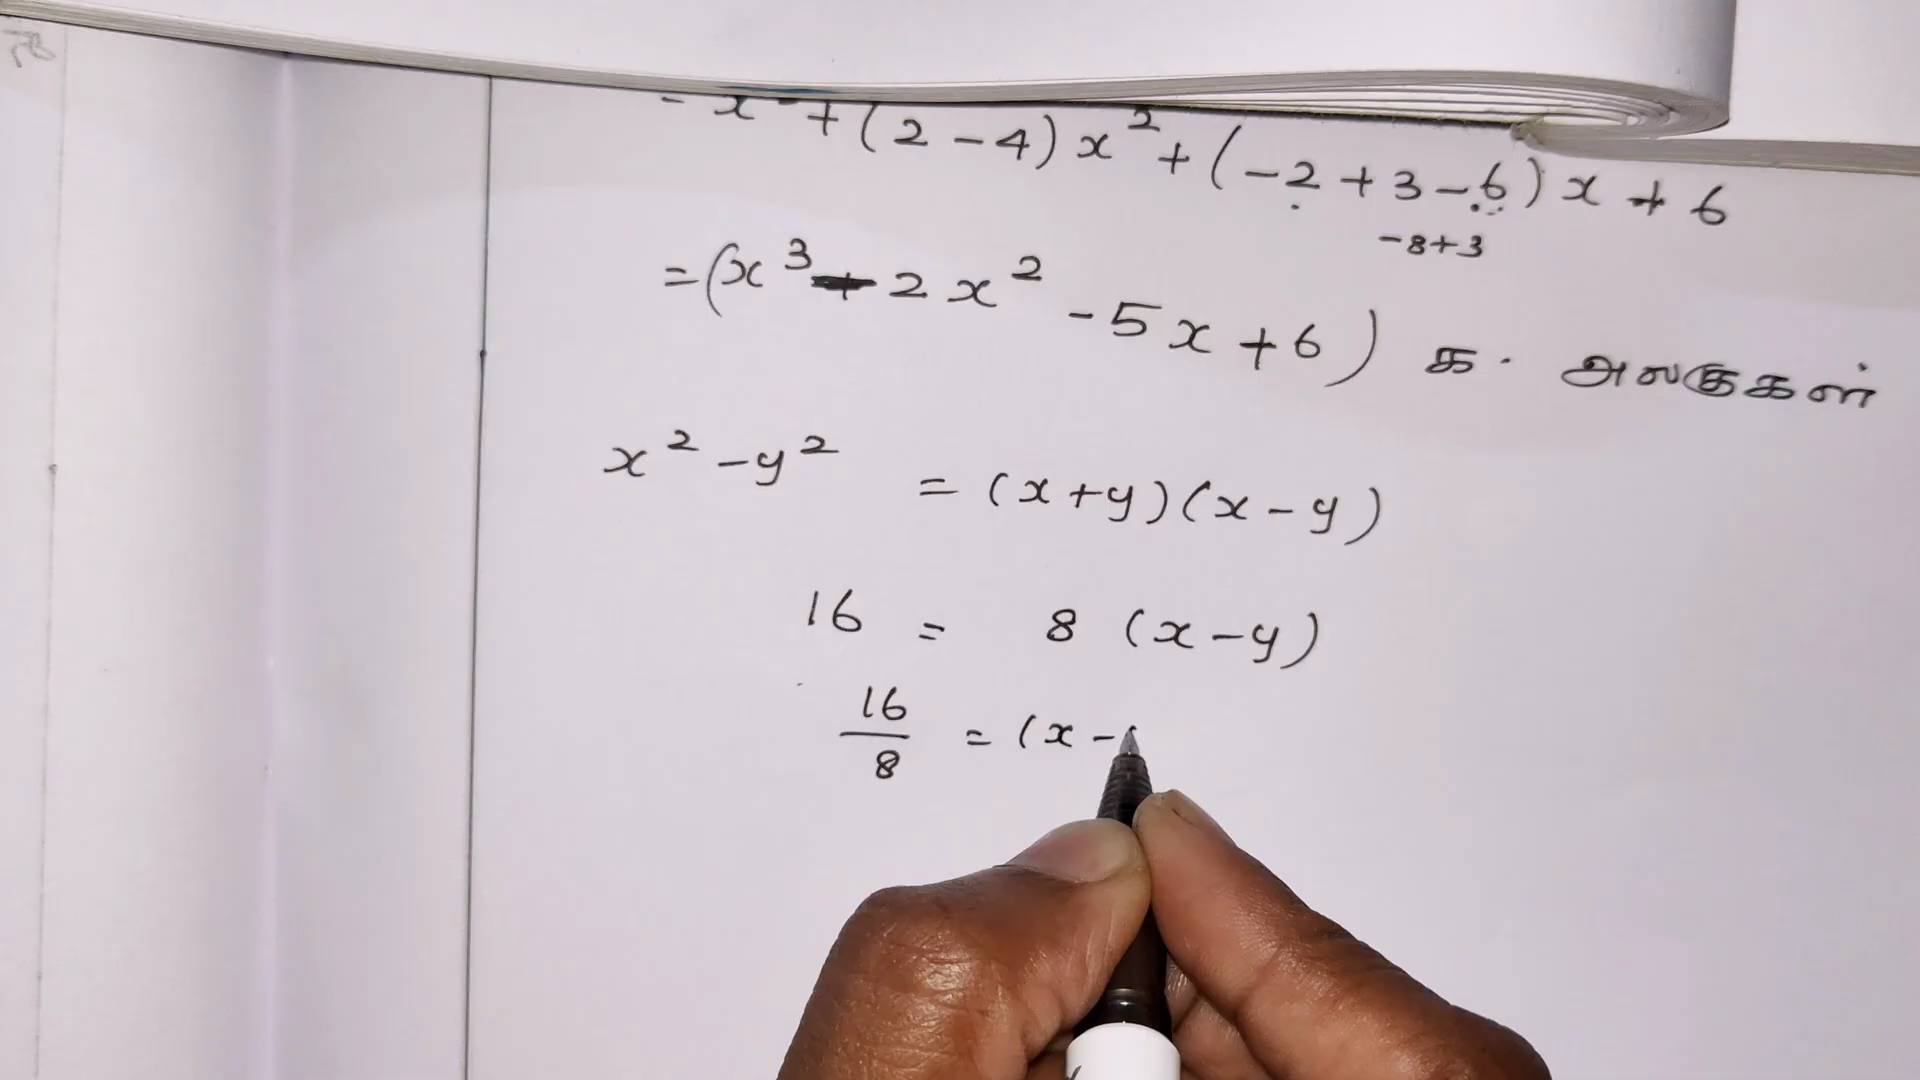 + (2 - 4) x² + (-2 + 3 - 6) x + 6
-8+3
= (x³ - 2x² - 5x + 6) க. அலகுகள்
x² - y² = (x + y)(x - y)
16 = 8 (x - y)
16/8 = (x -